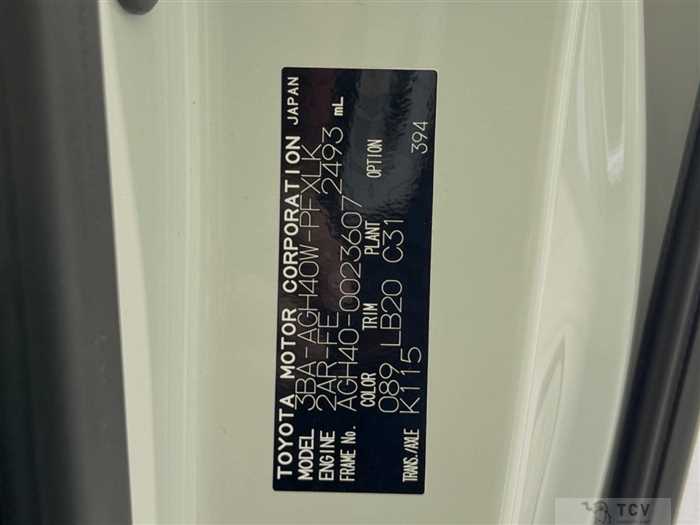 TOYOTA MOTOR CORPORATION JAPAN
MODEL 3BA-AGH40W-PFXLK
ENGINE 2AR-FE 2493 mL
FRAME No. AGH40-0023607
COLOR TRIM PLANT OPTION
089 LB20 C31
TRANS./AXLE K115 394
TCV